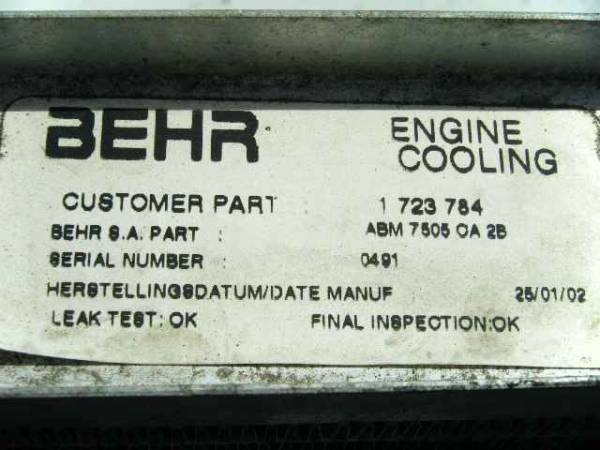 BEHR
ENGINE
COOLING
CUSTOMER PART : 1 723 784
BEHR S.A. PART : ABM 7505 CA 2B
SERIAL NUMBER : 0491
HERSTELLINGSDATUM/DATE MANUF 25/01/02
LEAK TEST: OK FINAL INSPECTION:OK